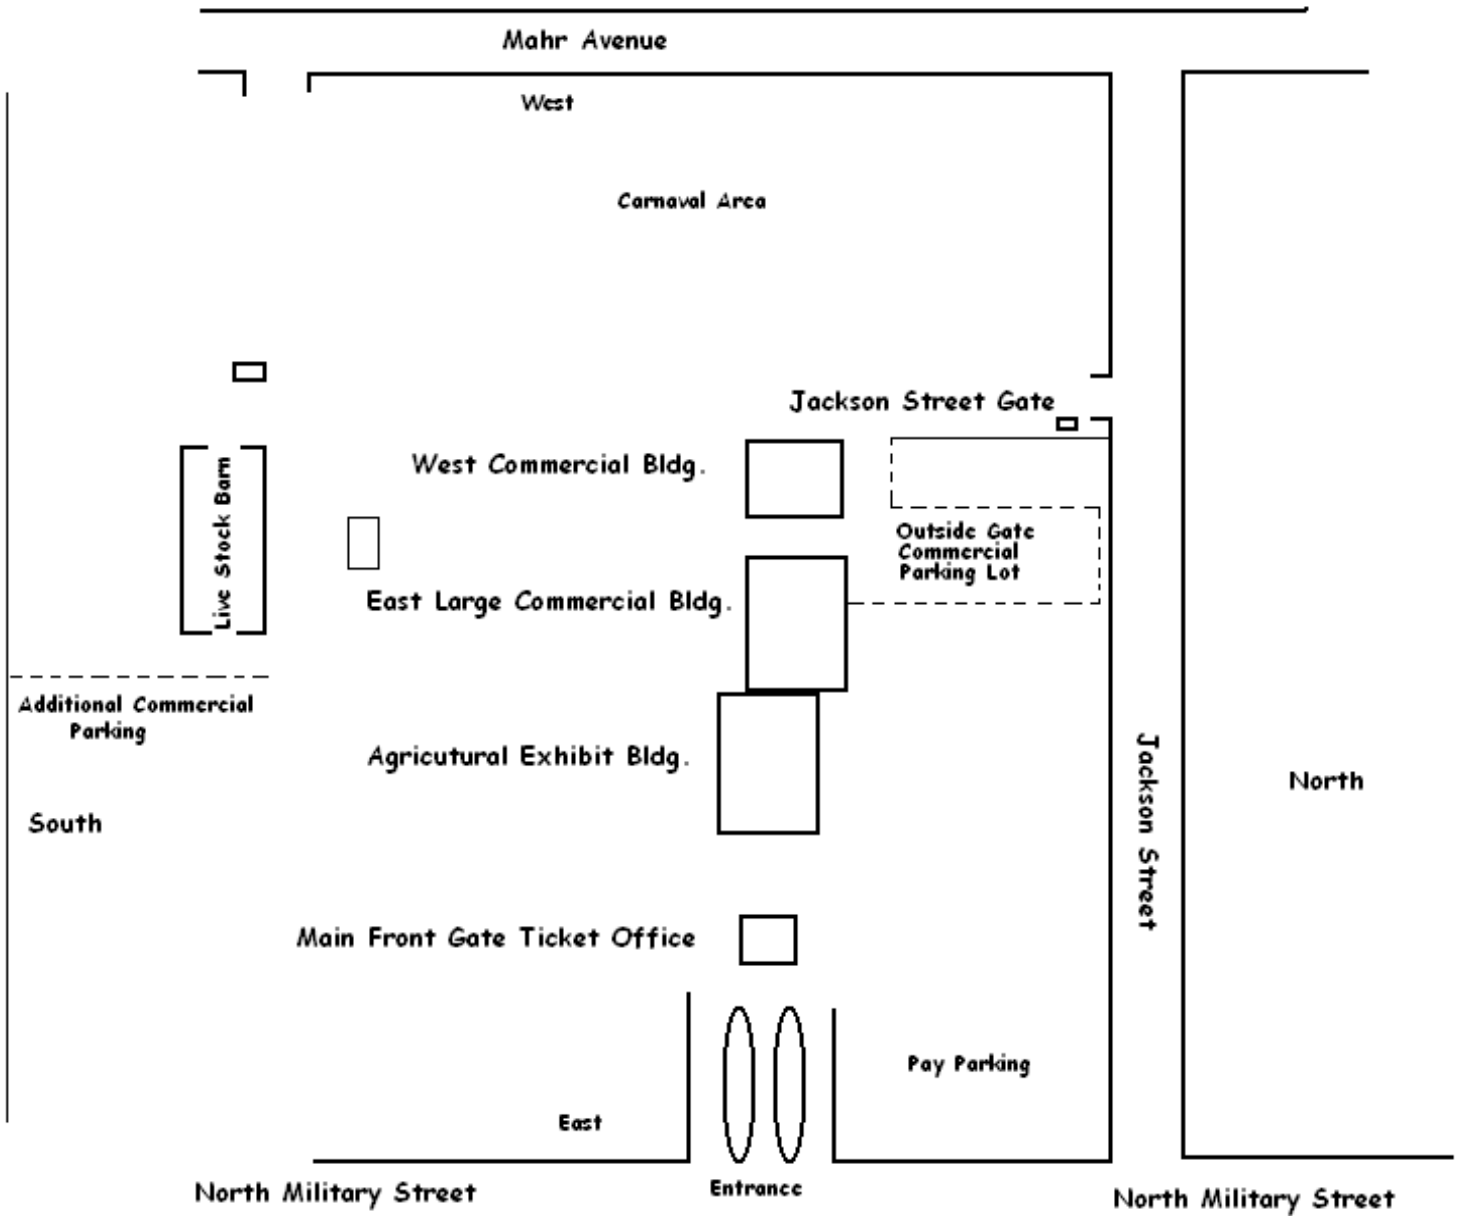 Mahr Avenue
West
Carnaval Area
Jackson Street Gate
West Commercial Bldg.
Live Stock Barn
Outside Gate
Commercial
Parking Lot
East Large Commercial Bldg.
Additional Commercial
Parking
Agricutural Exhibit Bldg.
Jackson Street
North
South
Main Front Gate Ticket Office
Pay Parking
East
Entrance
North Military Street
North Military Street